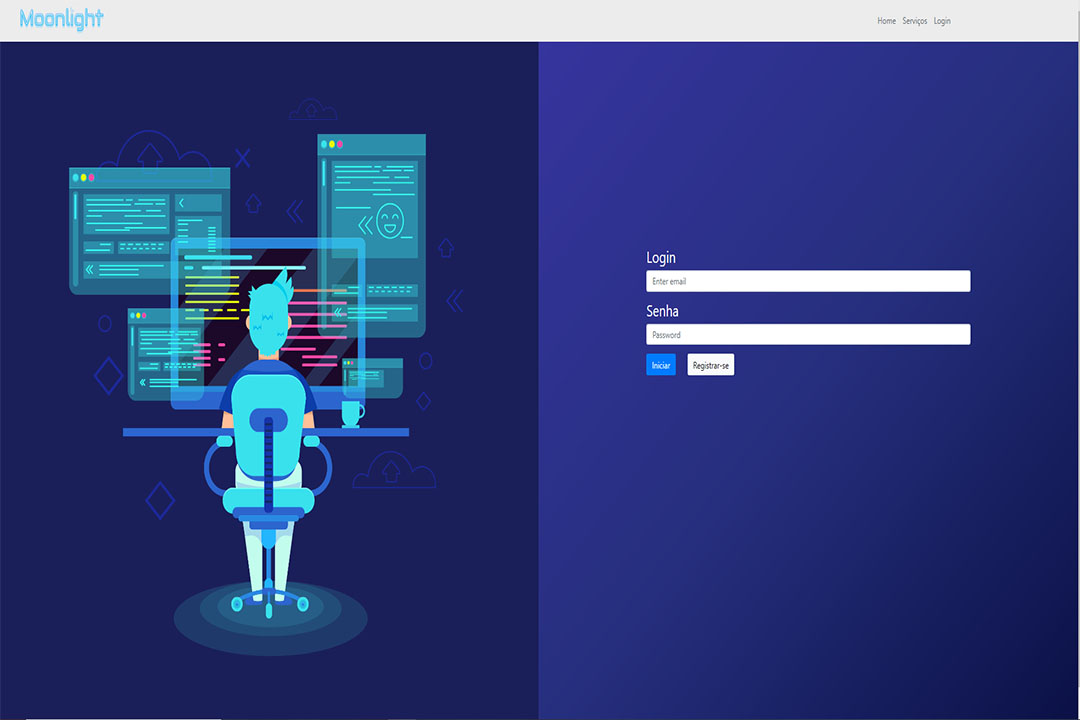 Moonlight
Home Serviços Login
Login
Enter email
Senha
Password
Iniciar Registrar-se